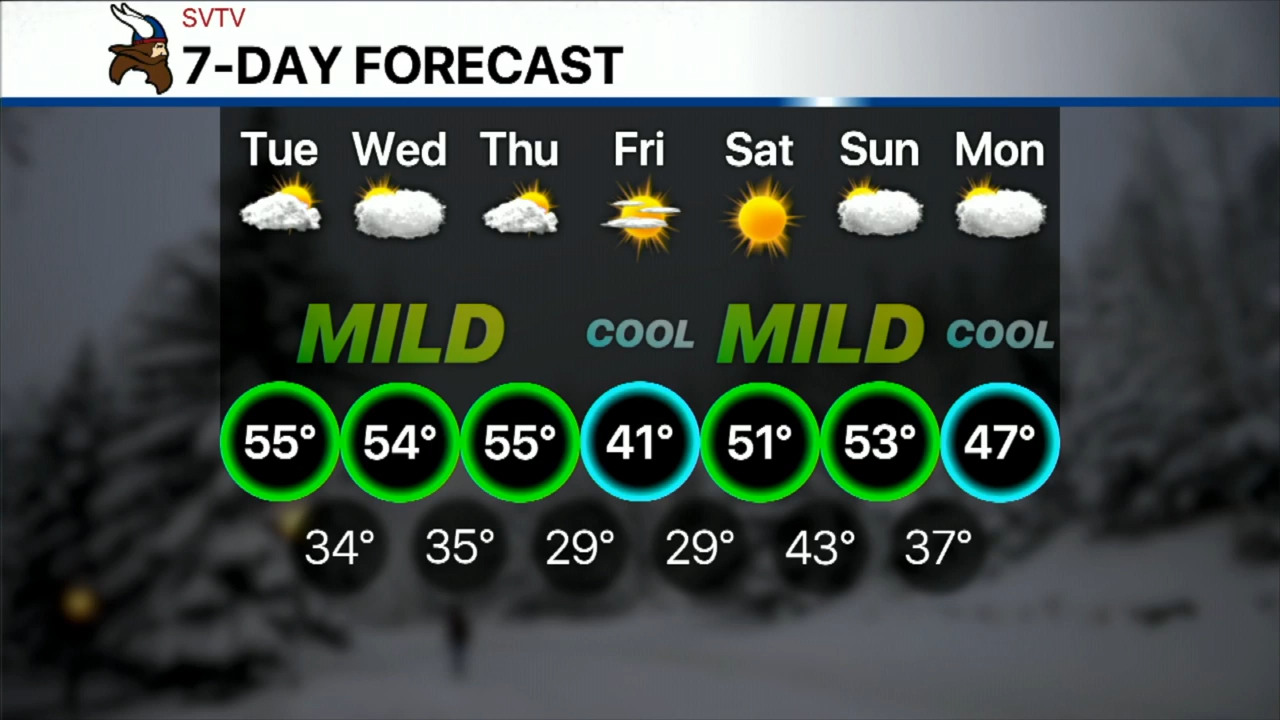 SVTV
7-DAY FORECAST
Tue Wed Thu Fri Sat Sun Mon
MILD COOL MILD COOL
55° 54° 55° 41° 51° 53° 47°
34° 35° 29° 29° 43° 37°